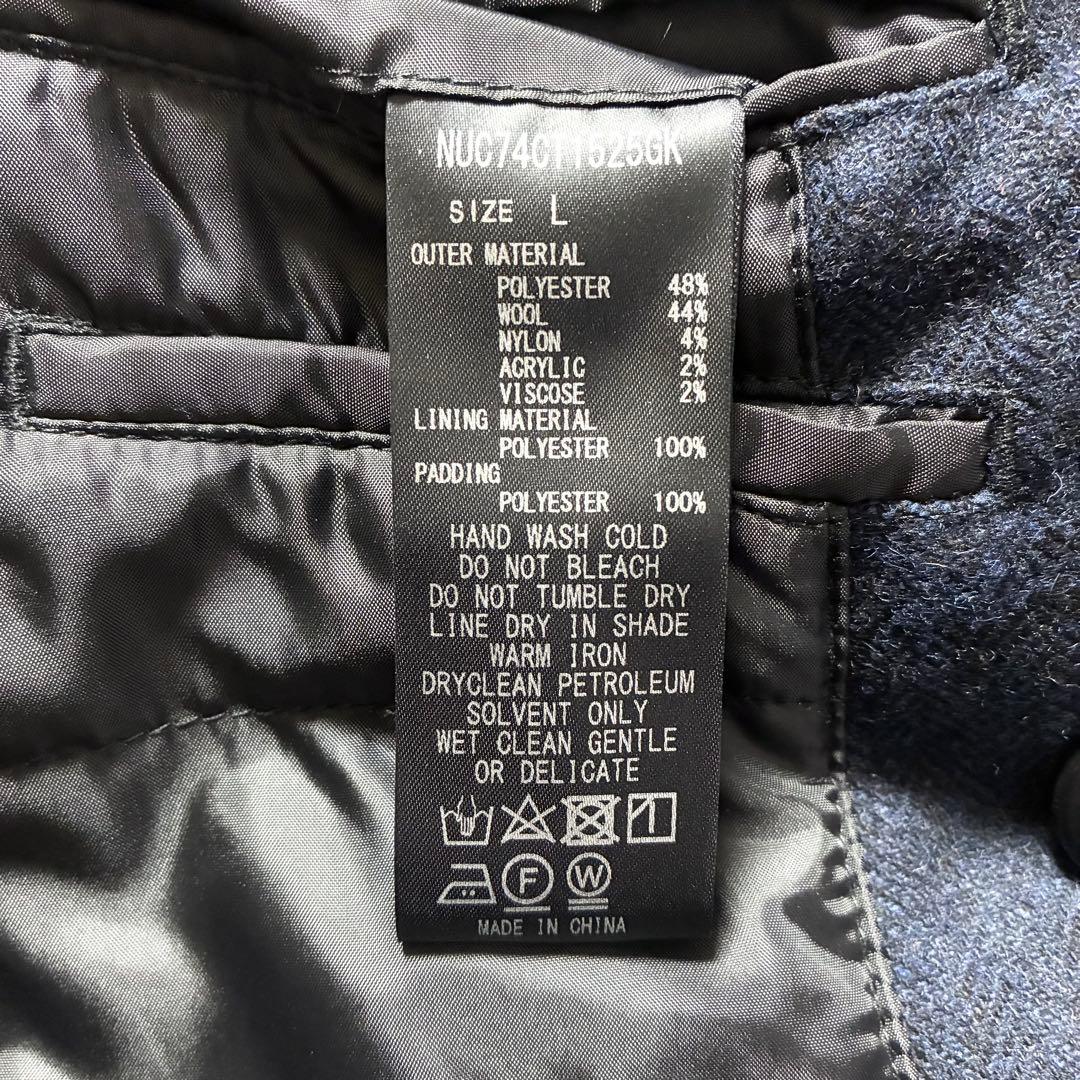 NUC74C11525GK
SIZE L
OUTER MATERIAL
POLYESTER 48%
WOOL 44%
NYLON 4%
ACRYLIC 2%
VISCOSE 2%
LINING MATERIAL
POLYESTER 100%
PADDING
POLYESTER 100%
HAND WASH COLD
DO NOT BLEACH
DO NOT TUMBLE DRY
LINE DRY IN SHADE
WARM IRON
DRYCLEAN PETROLEUM
SOLVENT ONLY
WET CLEAN GENTLE
OR DELICATE
F W
MADE IN CHINA